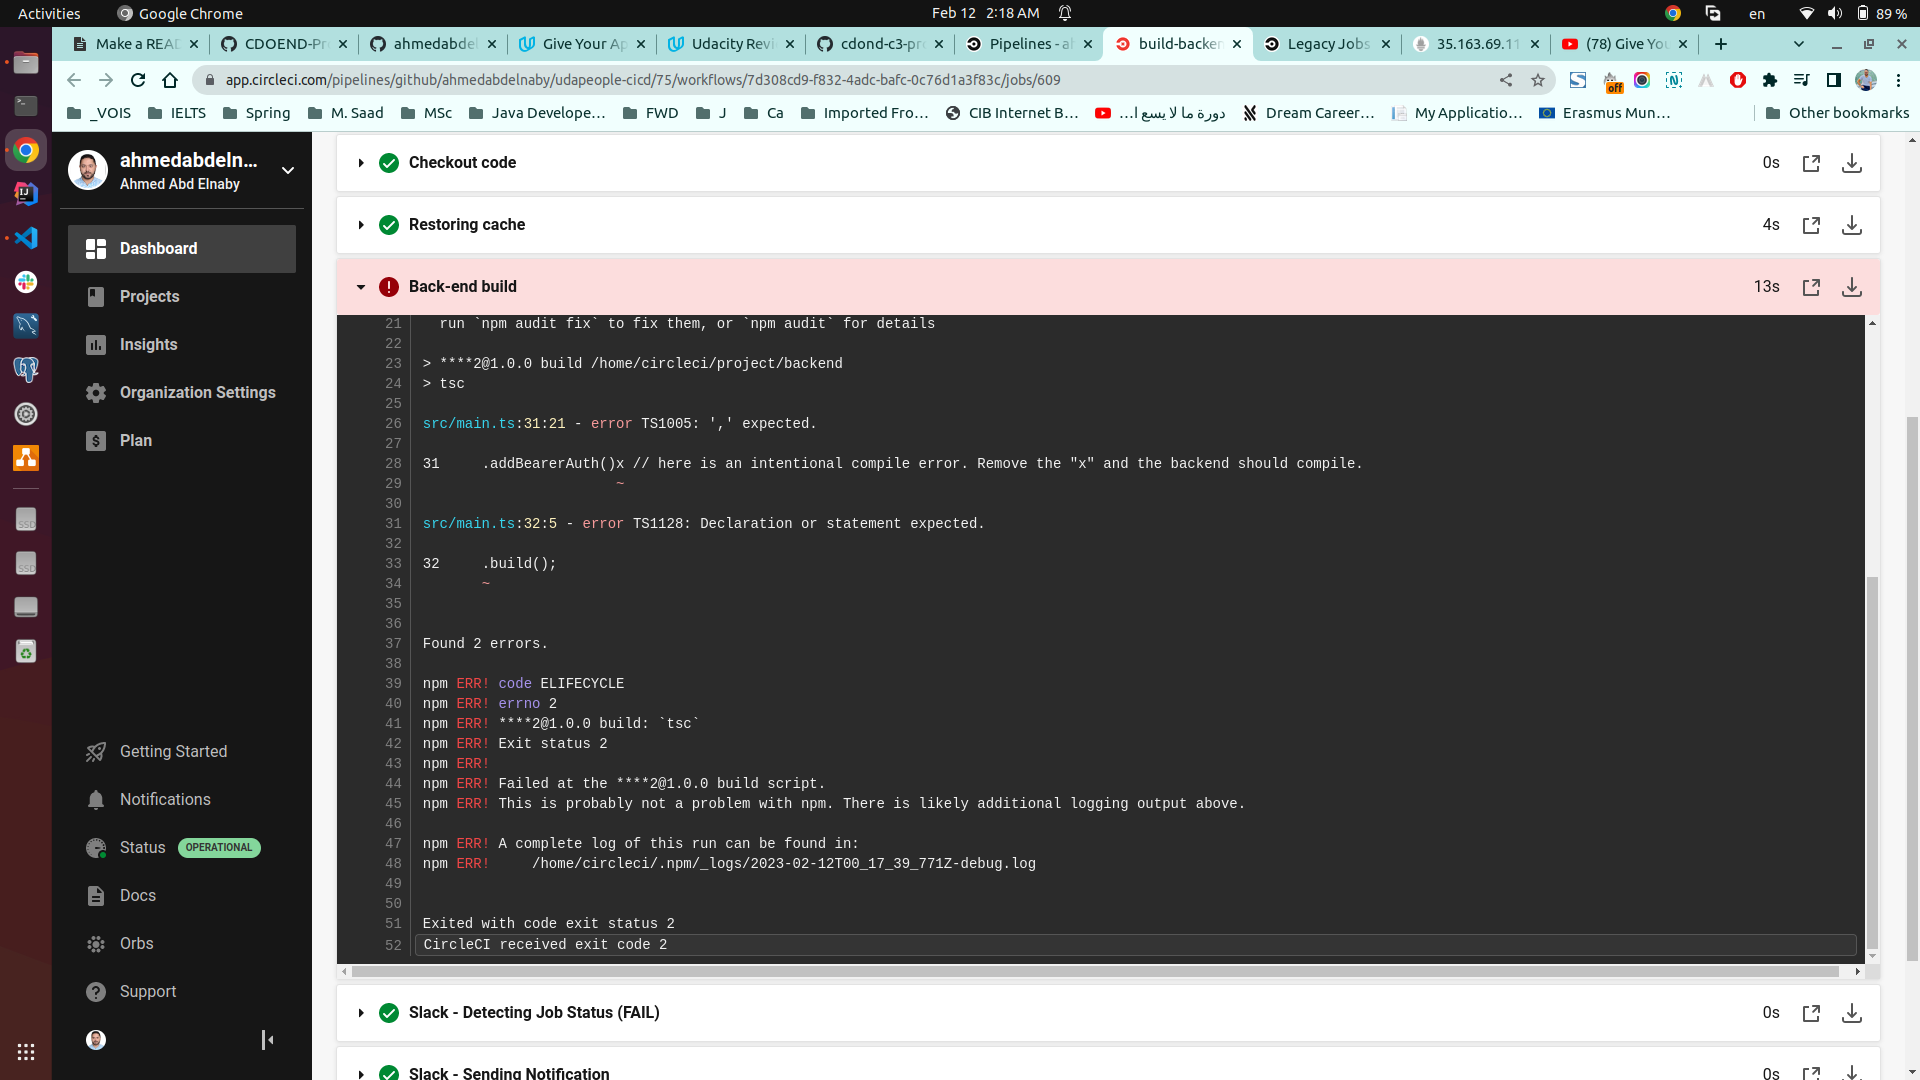 Activities
Google Chrome
Feb 12 2:18 AM
en
89 %
Make a READ
CDOEND-Pr
ahmedabdel
Give Your Ap
Udacity Revi
cdond-c3-pr
Pipelines - ah
build-backen
Legacy Jobs
35.163.69.11
(78) Give You
app.circleci.com/pipelines/github/ahmedabdelnaby/udapeople-cicd/75/workflows/7d308cd9-f832-4adc-bafc-0c76d1a3f83c/jobs/609
off
_VOIS
IELTS
Spring
M. Saad
MSc
Java Develope...
FWD
J
Ca
Imported Fro...
CIB Internet B...
دورة ما لا يسع ا...
Dream Career...
My Applicatio...
Erasmus Mun...
Other bookmarks
ahmedabdeln...
Ahmed Abd Elnaby
Dashboard
Projects
Insights
Organization Settings
Plan
Getting Started
Notifications
Status OPERATIONAL
Docs
Orbs
Support
SSD
SSD
Checkout code 0s
Restoring cache 4s
Back-end build 13s
21 run `npm audit fix` to fix them, or `npm audit` for details
22
23 > ****2@1.0.0 build /home/circleci/project/backend
24 > tsc
25
26 src/main.ts:31:21 - error TS1005: ',' expected.
27
28 31     .addBearerAuth()x // here is an intentional compile error. Remove the "x" and the backend should compile.
29 ~
30
31 src/main.ts:32:5 - error TS1128: Declaration or statement expected.
32
33 32     .build();
34 ~
35
36
37 Found 2 errors.
38
39 npm ERR! code ELIFECYCLE
40 npm ERR! errno 2
41 npm ERR! ****2@1.0.0 build: `tsc`
42 npm ERR! Exit status 2
43 npm ERR!
44 npm ERR! Failed at the ****2@1.0.0 build script.
45 npm ERR! This is probably not a problem with npm. There is likely additional logging output above.
46
47 npm ERR! A complete log of this run can be found in:
48 npm ERR!     /home/circleci/.npm/_logs/2023-02-12T00_17_39_771Z-debug.log
49
50
51 Exited with code exit status 2
52 CircleCI received exit code 2
Slack - Detecting Job Status (FAIL) 0s
Slack - Sending Notification 0s